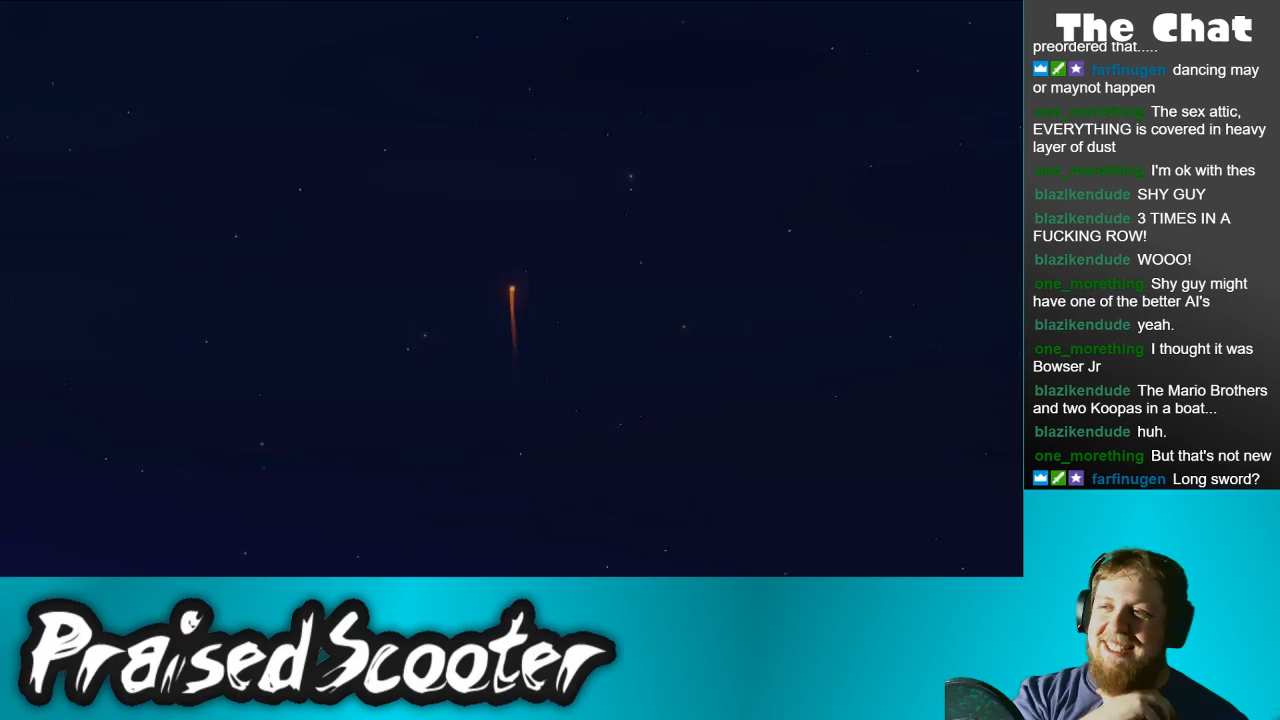 The Chat
preordered that.....
farfinugen dancing may
or maynot happen
one_morething The sex attic,
EVERYTHING is covered in heavy
layer of dust
one_morething I'm ok with thes
blazikendude SHY GUY
blazikendude 3 TIMES IN A
FUCKING ROW!
blazikendude WOOO!
one_morething Shy guy might
have one of the better AI's
blazikendude yeah.
one_morething I thought it was
Bowser Jr
blazikendude The Mario Brothers
and two Koopas in a boat...
blazikendude huh.
one_morething But that's not new
farfinugen Long sword?
PraisedScooter